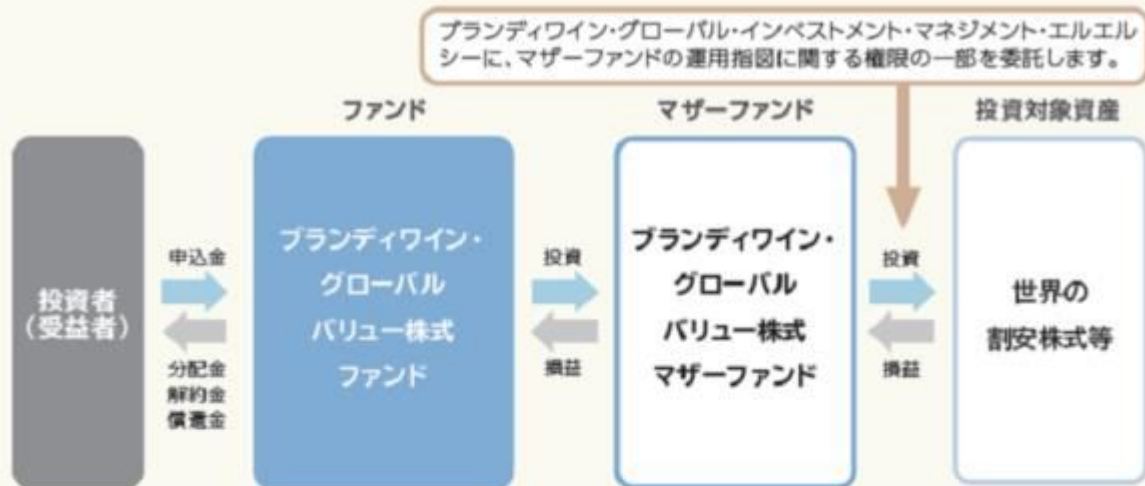 ブランディワイン・グローバル・インベストメント・マネジメント・エルエル
シーに、マザーファンドの運用指図に関する権限の一部を委託します。
ファンド
マザーファンド
投資対象資産
投資者
（受益者）
申込金
分配金
解約金
償還金
ブランディワイン・
グローバル
バリュー株式
ファンド
投資
損益
ブランディワイン・
グローバル
バリュー株式
マザーファンド
投資
損益
世界の
割安株式等